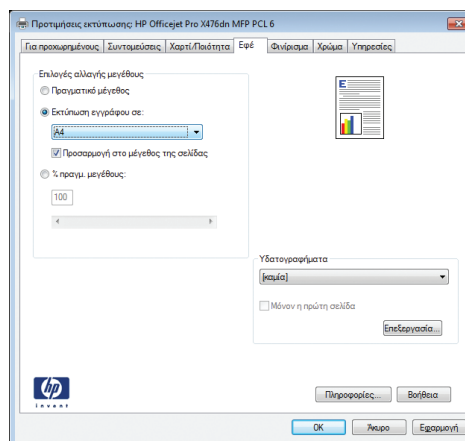 Προτιμήσεις εκτύπωσης: HP Officejet Pro X476dn MFP PCL 6
Για προχωρημένους Συντομεύσεις Χαρτί/Ποιότητα Εφέ Φινίρισμα Χρώμα Υπηρεσίες
Επιλογές αλλαγής μεγέθους
Πραγματικό μέγεθος
Εκτύπωση εγγράφου σε:
A4
Προσαρμογή στο μέγεθος της σελίδας
% πραγμ. μεγέθους:
100
E
Υδατογραφήματα
[καμία]
Μόνον η πρώτη σελίδα
Επεξεργασία...
hp
invent
Πληροφορίες... Βοήθεια
OK Άκυρο Εφαρμογή